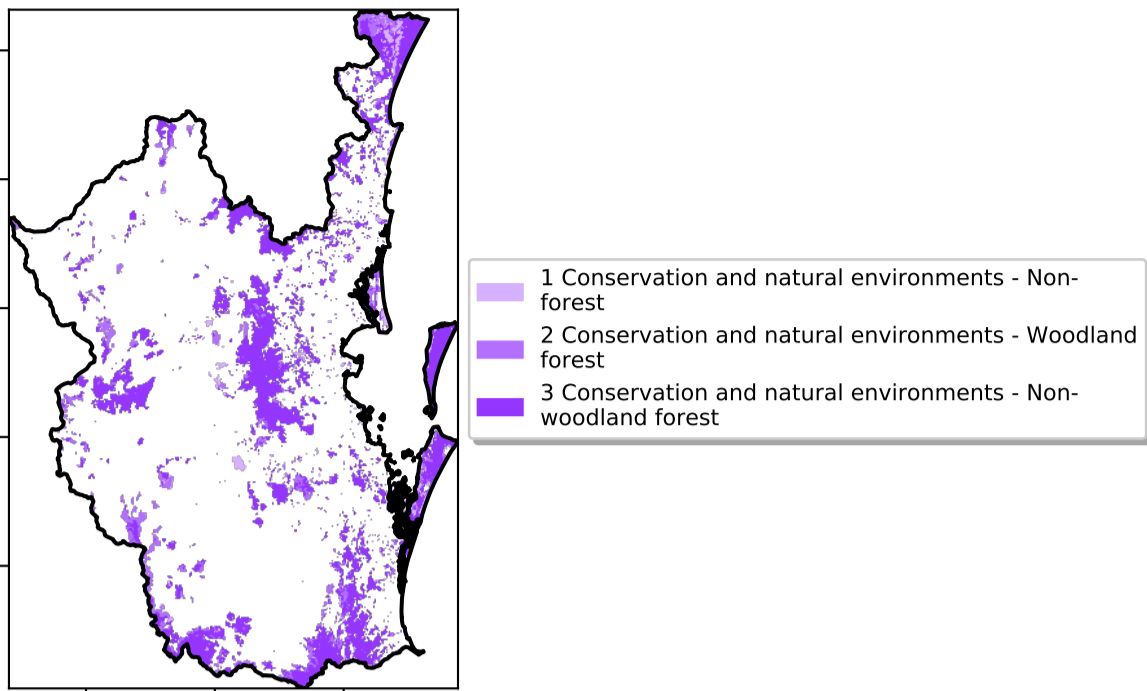 1 Conservation and natural environments - Non-
forest
2 Conservation and natural environments - Woodland
forest
3 Conservation and natural environments - Non-
woodland forest